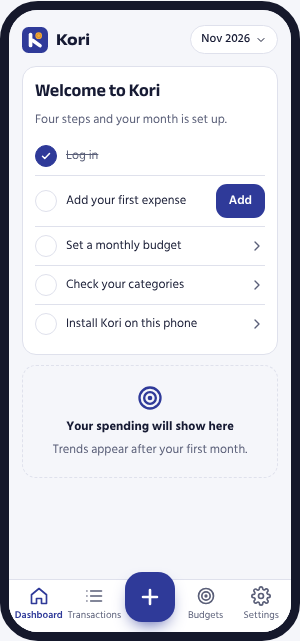 Kori
Nov 2026
Welcome to Kori
Four steps and your month is set up.
Log in
Add your first expense
Add
Set a monthly budget
Check your categories
Install Kori on this phone
Your spending will show here
Trends appear after your first month.
Dashboard
Transactions
Budgets
Settings